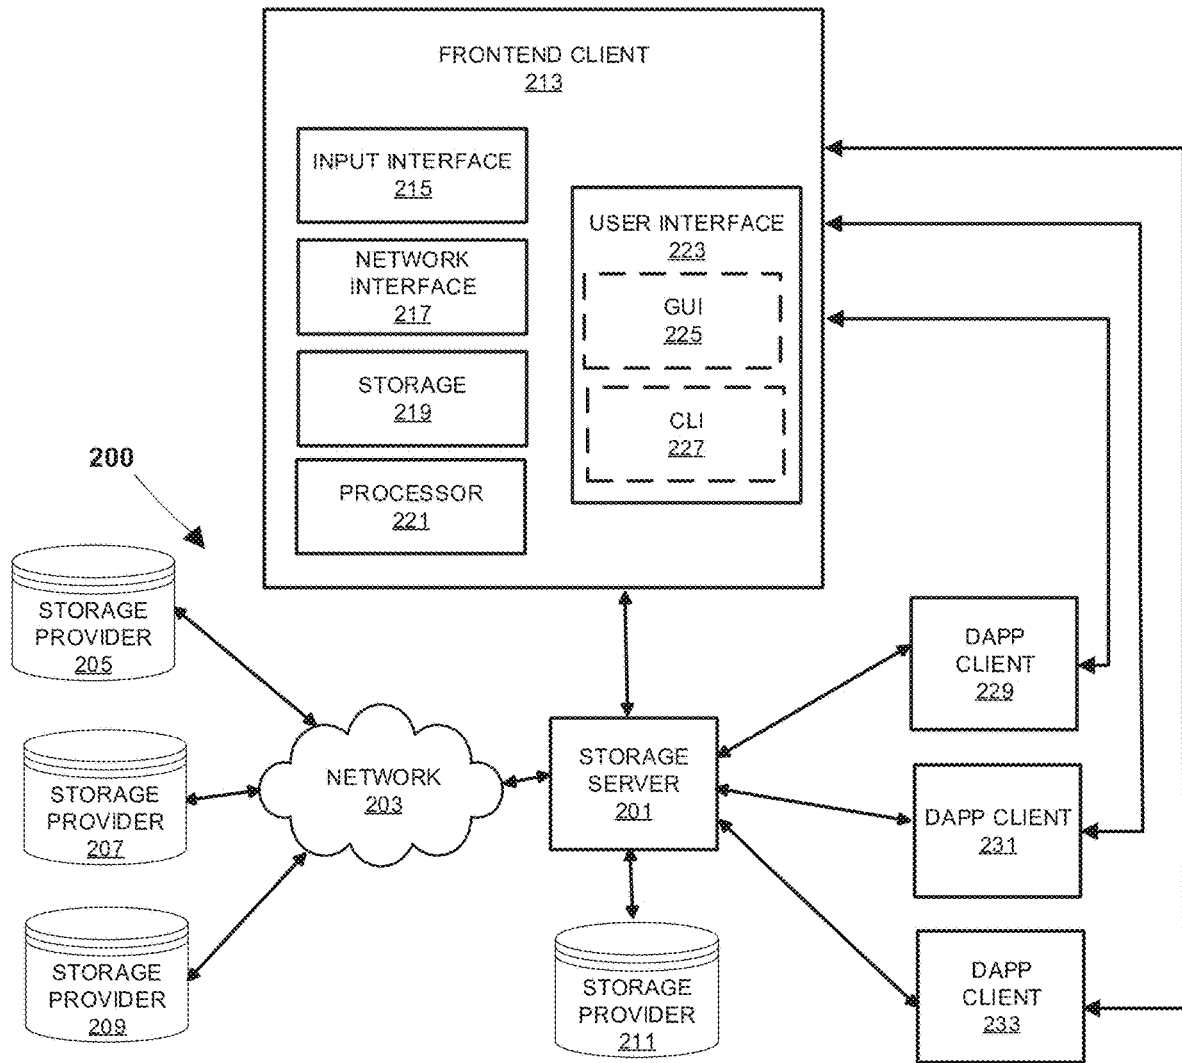 FRONTEND CLIENT
213
INPUT INTERFACE
215
NETWORK
INTERFACE
217
STORAGE
219
PROCESSOR
221
USER INTERFACE
223
GUI
225
CLI
227
200
STORAGE
PROVIDER
205
STORAGE
PROVIDER
207
STORAGE
PROVIDER
209
NETWORK
203
STORAGE
SERVER
201
STORAGE
PROVIDER
211
DAPP
CLIENT
229
DAPP CLIENT
231
DAPP
CLIENT
233